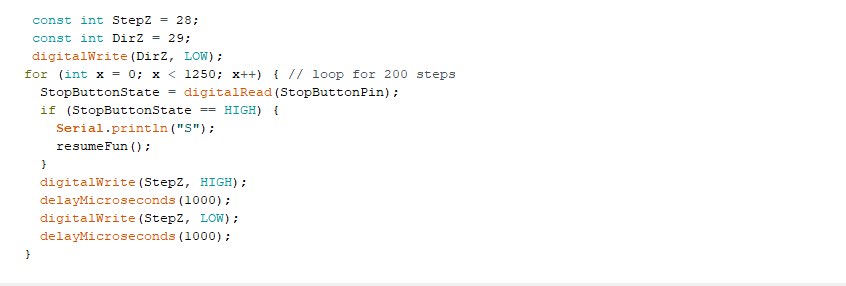 const int StepZ = 28;
const int DirZ = 29;
digitalWrite(DirZ, LOW);
for (int x = 0; x < 1250; x++) { // loop for 200 steps
StopButtonState = digitalRead(StopButtonPin);
if (StopButtonState == HIGH) {
Serial.println("S");
resumeFun();
}
digitalWrite(StepZ, HIGH);
delayMicroseconds(1000);
digitalWrite(StepZ, LOW);
delayMicroseconds(1000);
}